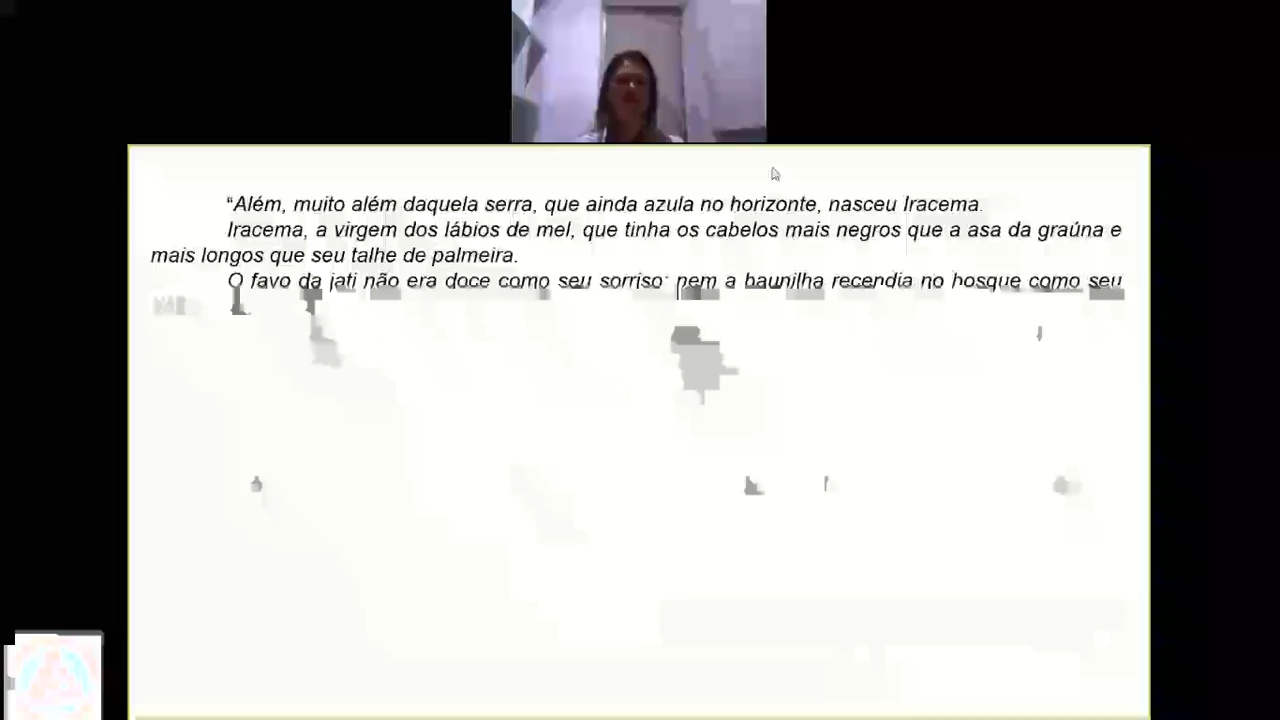 “Além, muito além daquela serra, que ainda azula no horizonte, nasceu Iracema.
Iracema, a virgem dos lábios de mel, que tinha os cabelos mais negros que a asa da graúna e
mais longos que seu talhe de palmeira.
O favo da jati não era doce como seu sorriso; nem a baunilha recendia no bosque como seu